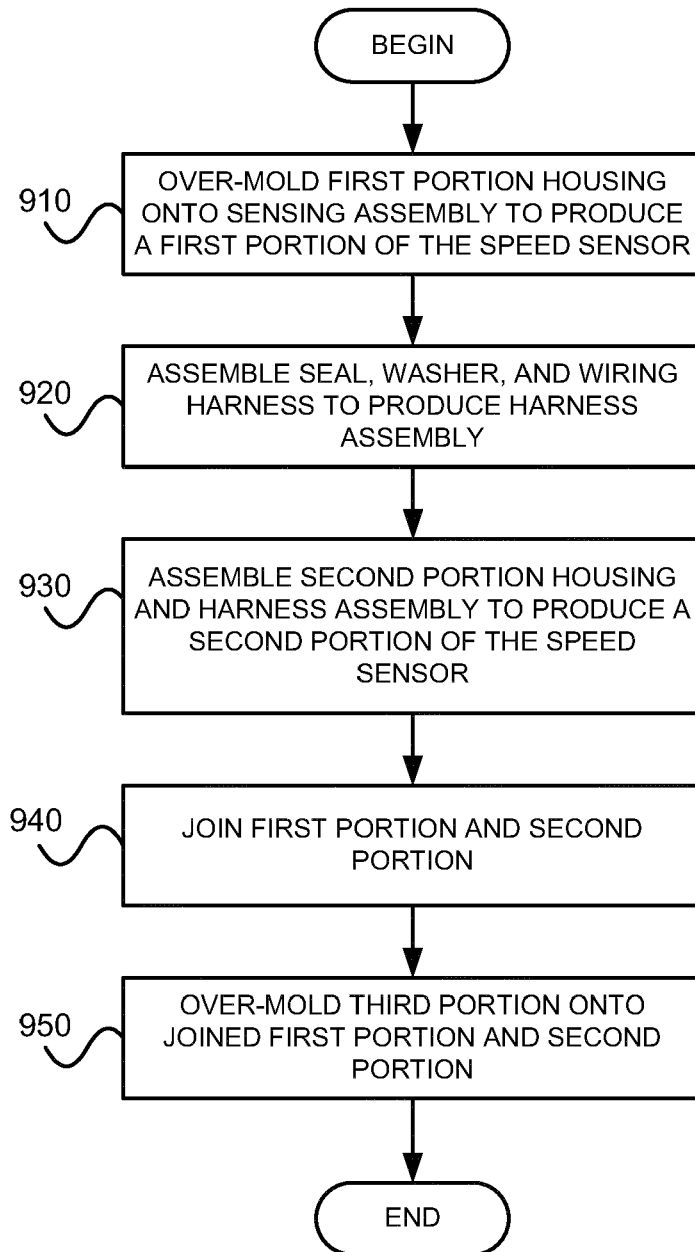 BEGIN
910
OVER-MOLD FIRST PORTION HOUSING
ONTO SENSING ASSEMBLY TO PRODUCE
A FIRST PORTION OF THE SPEED SENSOR
920
ASSEMBLE SEAL, WASHER, AND WIRING
HARNESS TO PRODUCE HARNESS
ASSEMBLY
930
ASSEMBLE SECOND PORTION HOUSING
AND HARNESS ASSEMBLY TO PRODUCE A
SECOND PORTION OF THE SPEED
SENSOR
940
JOIN FIRST PORTION AND SECOND
PORTION
950
OVER-MOLD THIRD PORTION ONTO
JOINED FIRST PORTION AND SECOND
PORTION
END